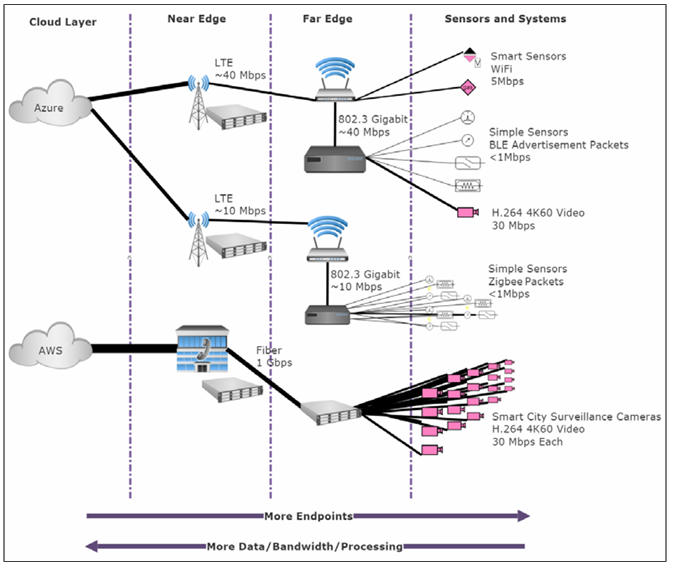 Cloud Layer
Near Edge
Far Edge
Sensors and Systems
LTE
~40 Mbps
Smart Sensors
WiFi
5Mbps
Azure
802.3 Gigabit
~40 Mbps
Simple Sensors
BLE Advertisement Packets
<1Mbps
LTE
~10 Mbps
H.264 4K60 Video
30 Mbps
802.3 Gigabit
~10 Mbps
Simple Sensors
Zigbee Packets
<1Mbps
AWS
Fiber
1 Gbps
Smart City Surveillance Cameras
H.264 4K60 Video
30 Mbps Each
More Endpoints
More Data/Bandwidth/Processing